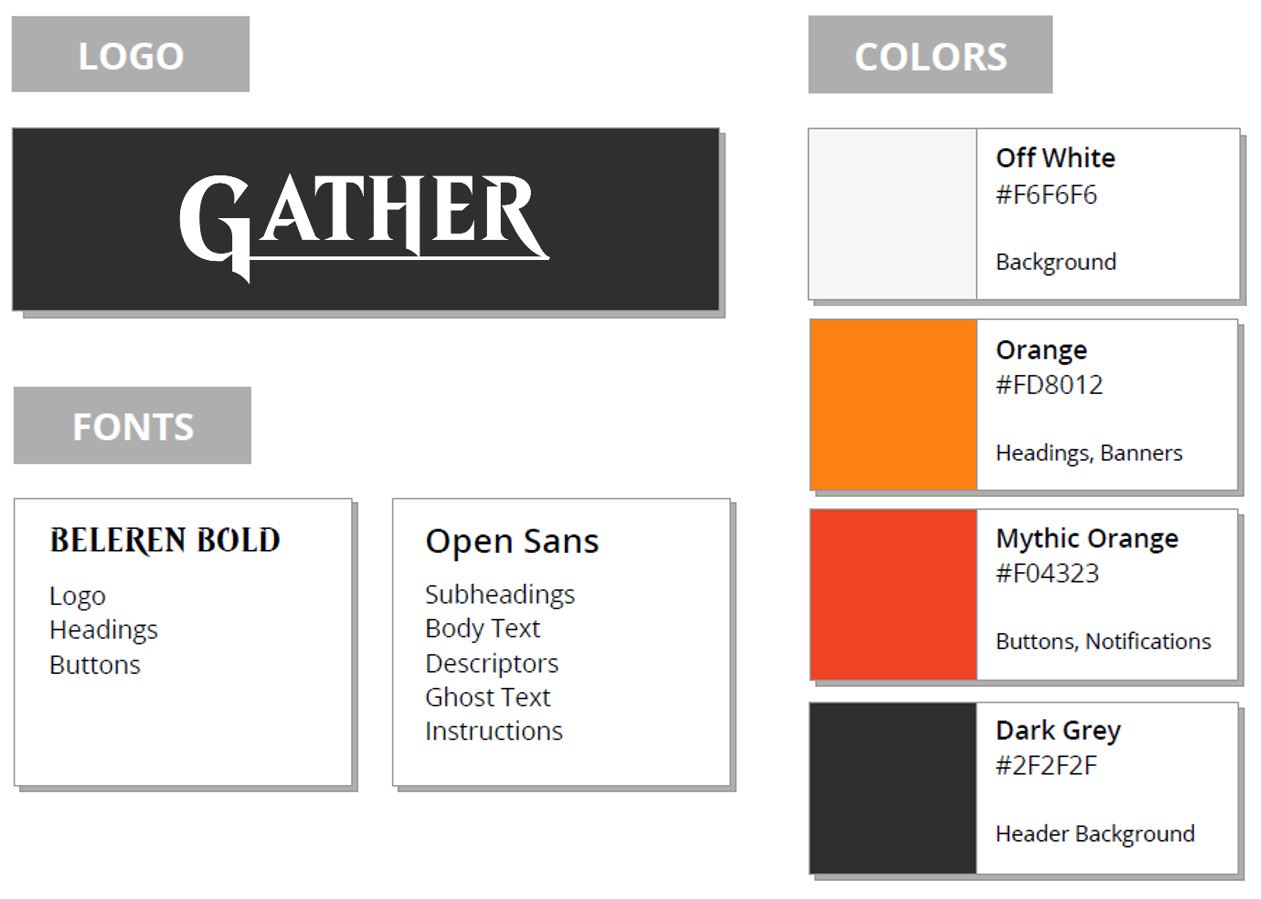 LOGO
GATHER
FONTS
BELEREN BOLD
Logo
Headings
Buttons
Open Sans
Subheadings
Body Text
Descriptors
Ghost Text
Instructions
COLORS
Off White
#F6F6F6
Background
Orange
#FD8012
Headings, Banners
Mythic Orange
#F04323
Buttons, Notifications
Dark Grey
#2F2F2F
Header Background